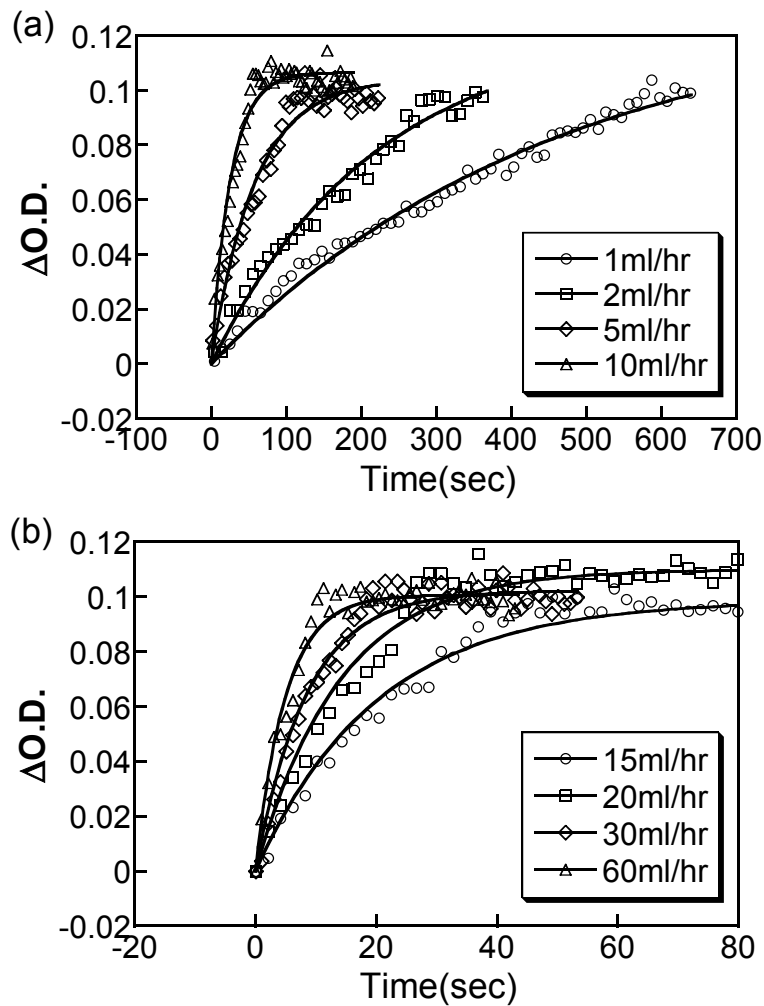 (a)
0.12
0.1
0.08
0.06
0.04
0.02
0
-0.02
ΔO.D.
1ml/hr
2ml/hr
5ml/hr
10ml/hr
-100 0 100 200 300 400 500 600 700
Time(sec)
(b)
0.12
0.1
0.08
0.06
0.04
0.02
0
-0.02
ΔO.D.
15ml/hr
20ml/hr
30ml/hr
60ml/hr
-20 0 20 40 60 80
Time(sec)